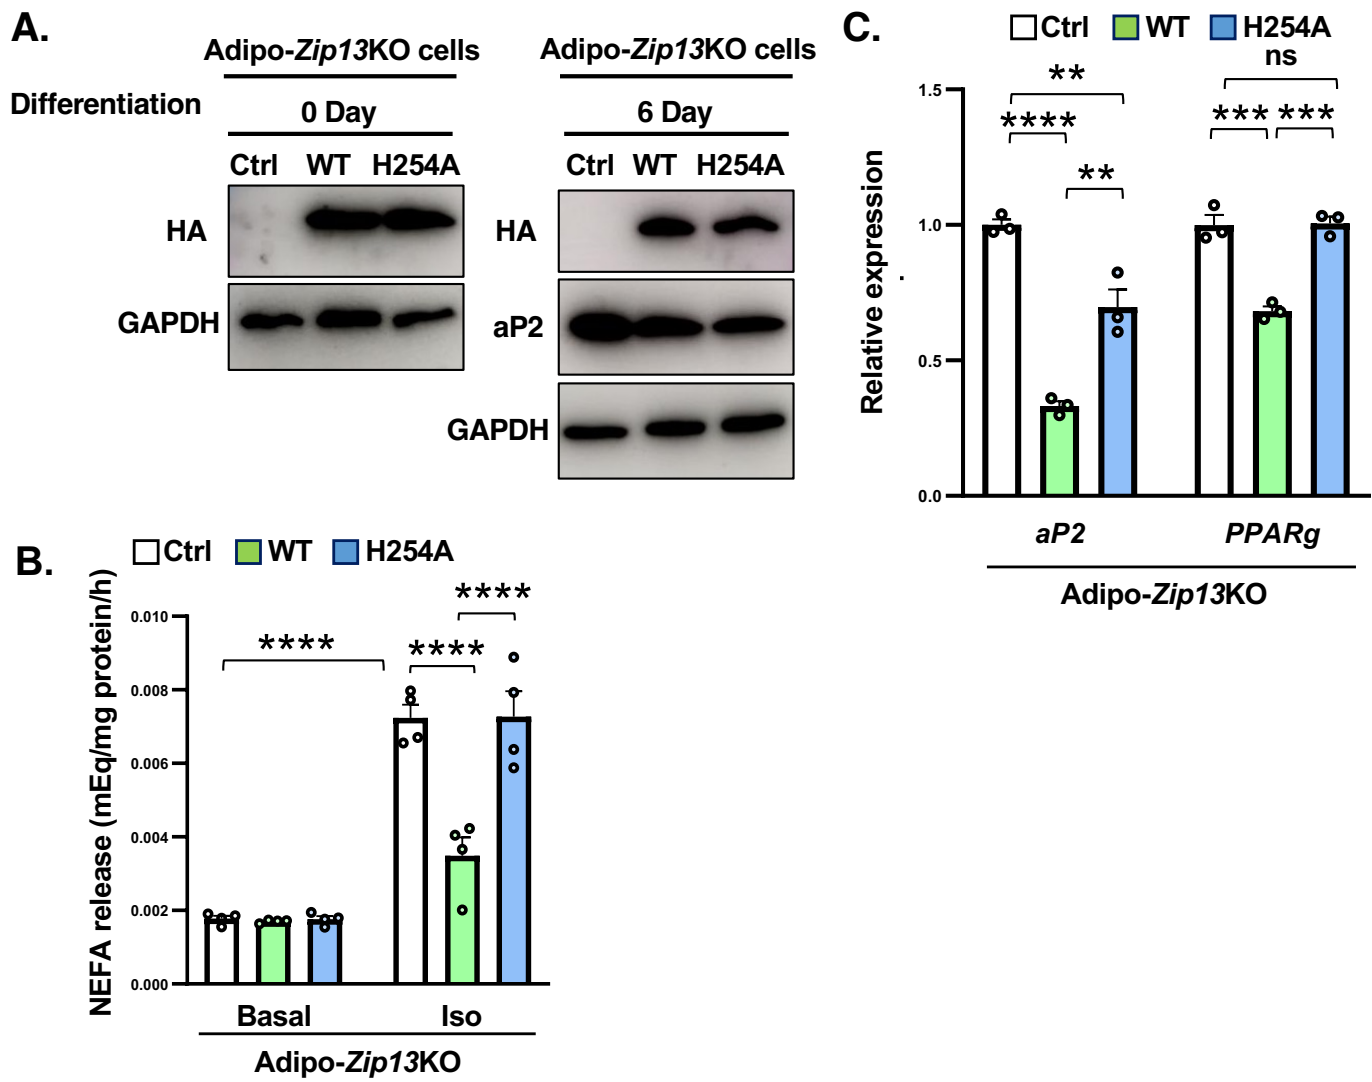 A.
Adipo-Zip13KO cells
Adipo-Zip13KO cells
Differentiation
0 Day
6 Day
Ctrl WT H254A
Ctrl WT H254A
HA
GAPDH
HA
aP2
GAPDH
B.
Ctrl WT H254A
NEFA release (mEq/mg protein/h)
0.010
0.008
0.006
0.004
0.002
0.000
****
****
****
Basal
Iso
Adipo-Zip13KO
C.
Ctrl WT H254A
Relative expression
1.5
1.0
0.5
0.0
**
****
**
ns
***
***
aP2
PPARg
Adipo-Zip13KO